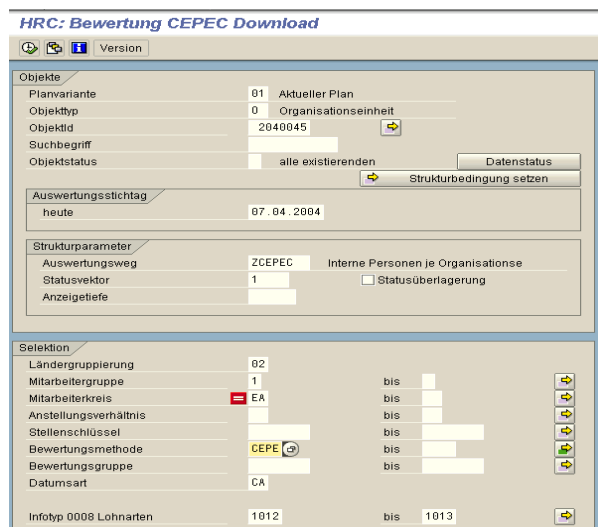 HRC: Bewertung CEPEC Download
Version
Objekte
Planvariante 01 Aktueller Plan
Objekttyp O Organisationseinheit
ObjektId 2040045
Suchbegriff
Objektstatus alle existierenden Datenstatus
Strukturbedingung setzen
Auswertungsstichtag
heute 07.04.2004
Strukturparameter
Auswertungsweg ZCEPEC Interne Personen je Organisationse
Statusvektor 1 Statusüberlagerung
Anzeigetiefe
Selektion
Ländergruppierung 02
Mitarbeitergruppe 1 bis
Mitarbeiterkreis = EA bis
Anstellungsverhältnis bis
Stellenschlüssel bis
Bewertungsmethode CEPE bis
Bewertungsgruppe bis
Datumsart CA
Infotyp 0008 Lohnarten 1012 bis 1013